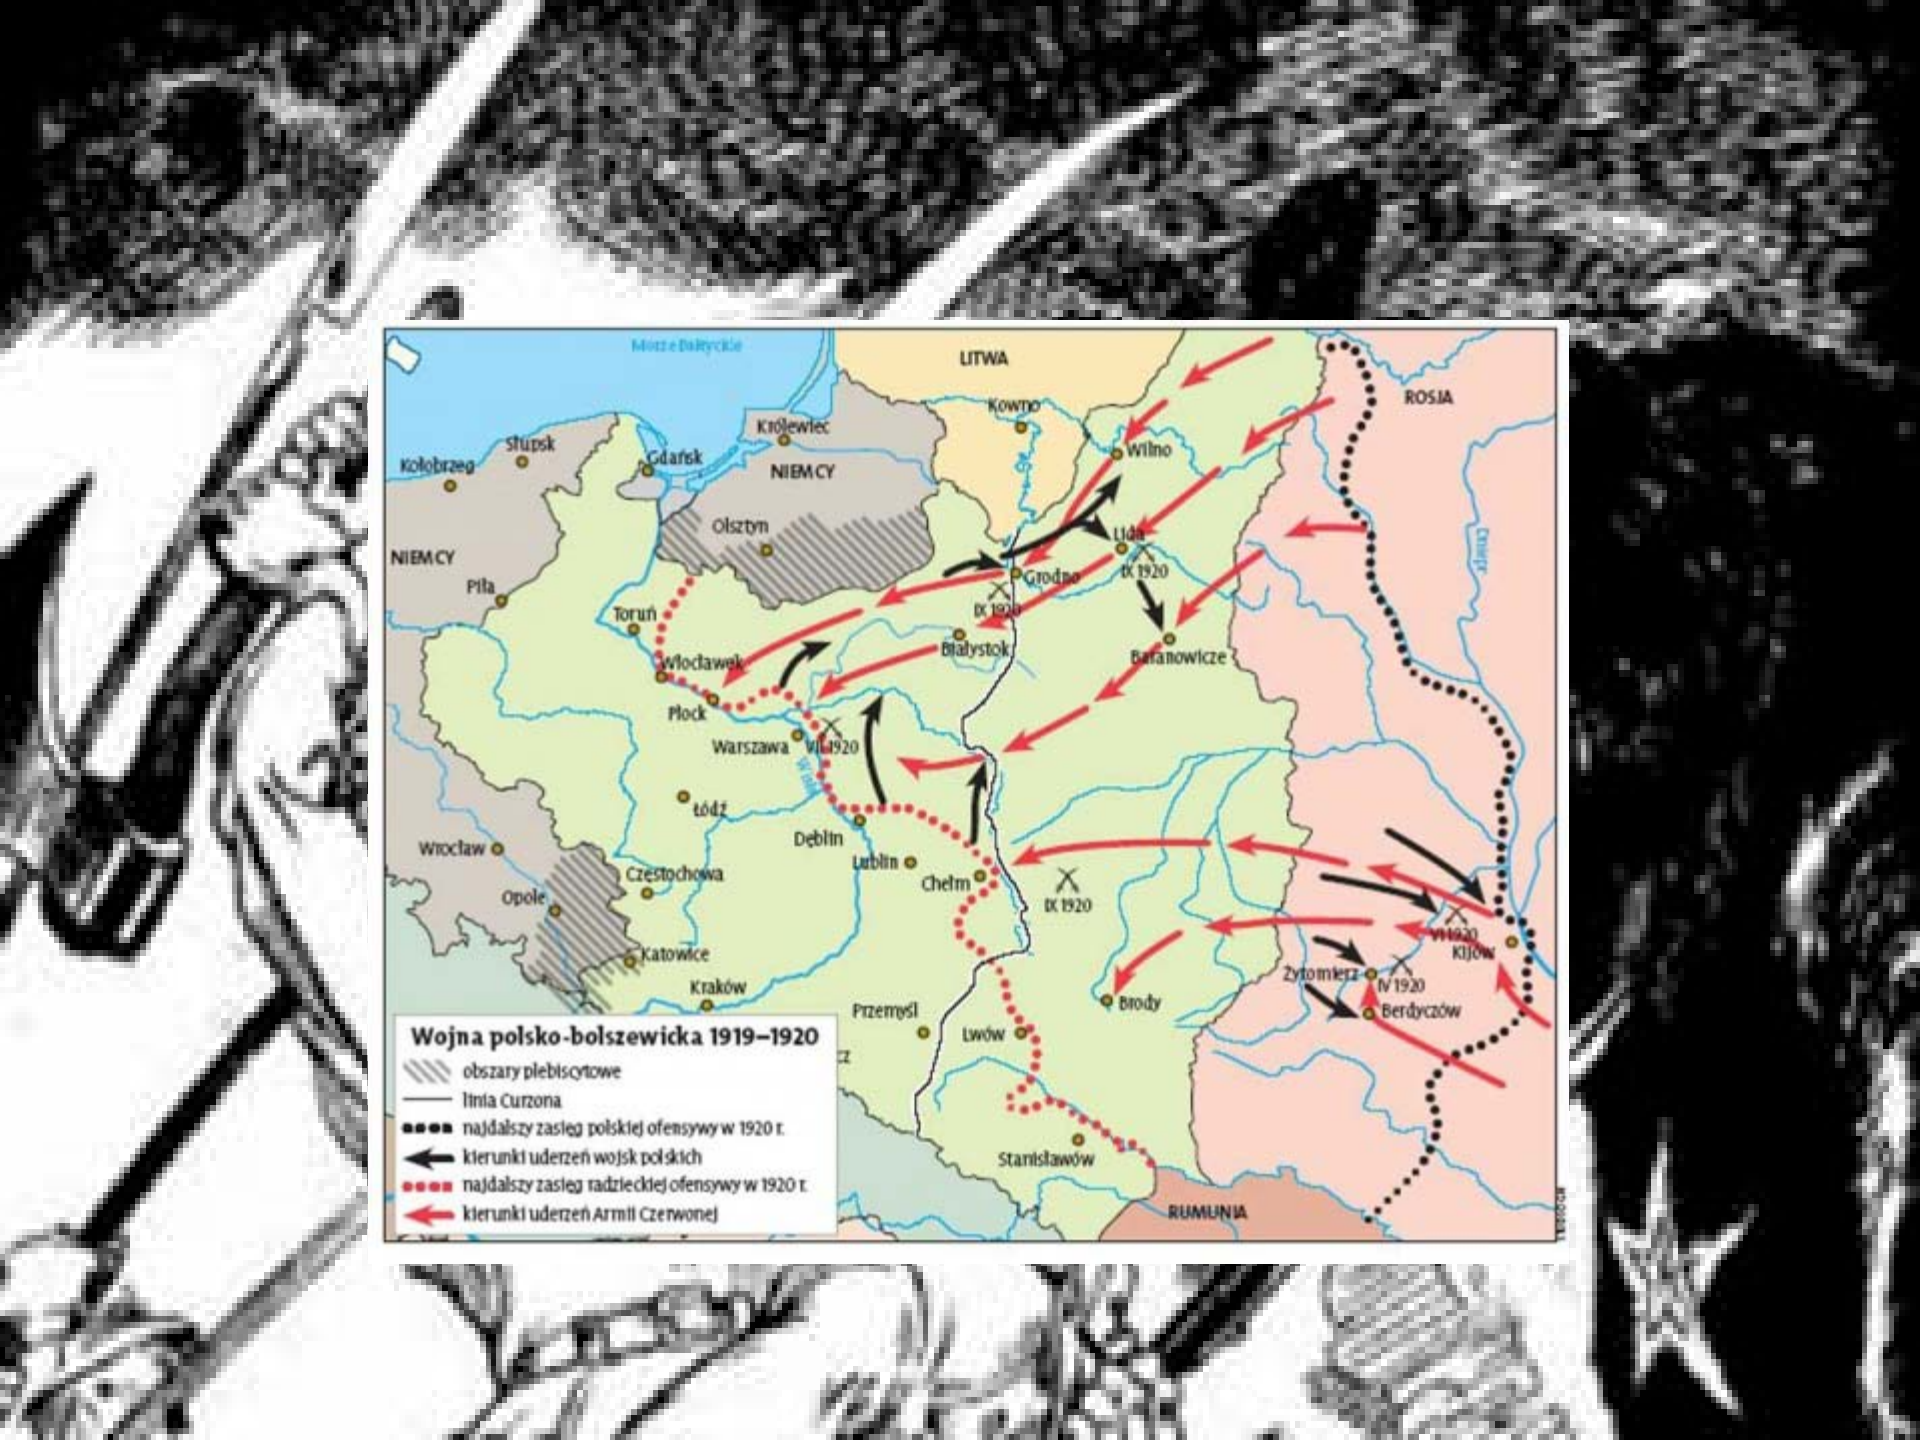 Morze Bałtyckie
LITWA
ROSJA
Kowno
Słupsk
Królewiec
Kołobrzeg
Gdańsk
Wilno
NIEMCY
Olsztyn
Lida
NIEMCY
IX 1920
Grodno
Piła
IX 1920
Toruń
Białystok
Baranowicze
Włocławek
Płock
Warszawa
VII 1920
Łódź
Dęblin
Wrocław
Lublin
Częstochowa
Chełm
Opole
IX 1920
VI 1920
Kijów
Katowice
Żytomierz
IV 1920
Kraków
Brody
Berdyczów
Przemyśl
Lwów
cz
Stanisławów
RUMUNIA
Wojna polsko-bolszewicka 1919–1920
obszary plebiscytowe
linia Curzona
najdalszy zasięg polskiej ofensywy w 1920 r.
kierunki uderzeń wojsk polskich
najdalszy zasięg radzieckiej ofensywy w 1920 r.
kierunki uderzeń Armii Czerwonej